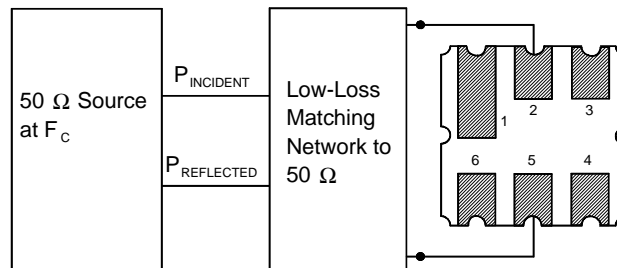 50 Ω Source
at F_C
P_INCIDENT
P_REFLECTED
Low-Loss
Matching
Network to
50 Ω
1
2
3
6
5
4